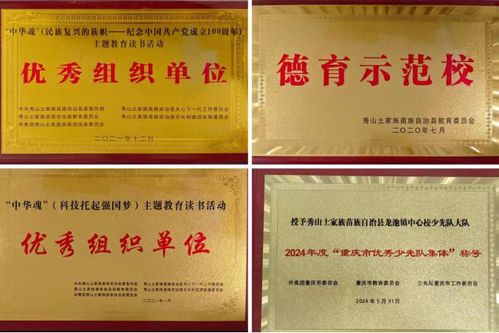 “中华魂”(民族复兴的旗帜——纪念中国共产党成立100周年)
主题教育读书活动
优秀组织单位
二〇二一年十二月
德育示范校
秀山土家族苗族自治县教育委员会
二〇二〇年七月
“中华魂”(科技托起强国梦)主题教育读书活动
优秀组织单位
二〇二一年一月
授予秀山土家族苗族自治县龙池镇中心校少先队大队
2024年度“重庆市优秀少先队集体”称号
共青团重庆市委员会 重庆市教育委员会 少先队重庆市工作委员会
2024年5月31日